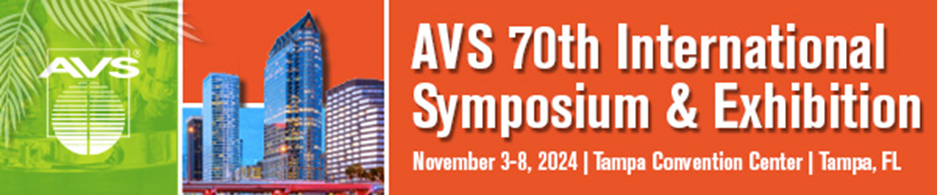 AVS®
AVS 70th International
Symposium & Exhibition
November 3-8, 2024 | Tampa Convention Center | Tampa, FL